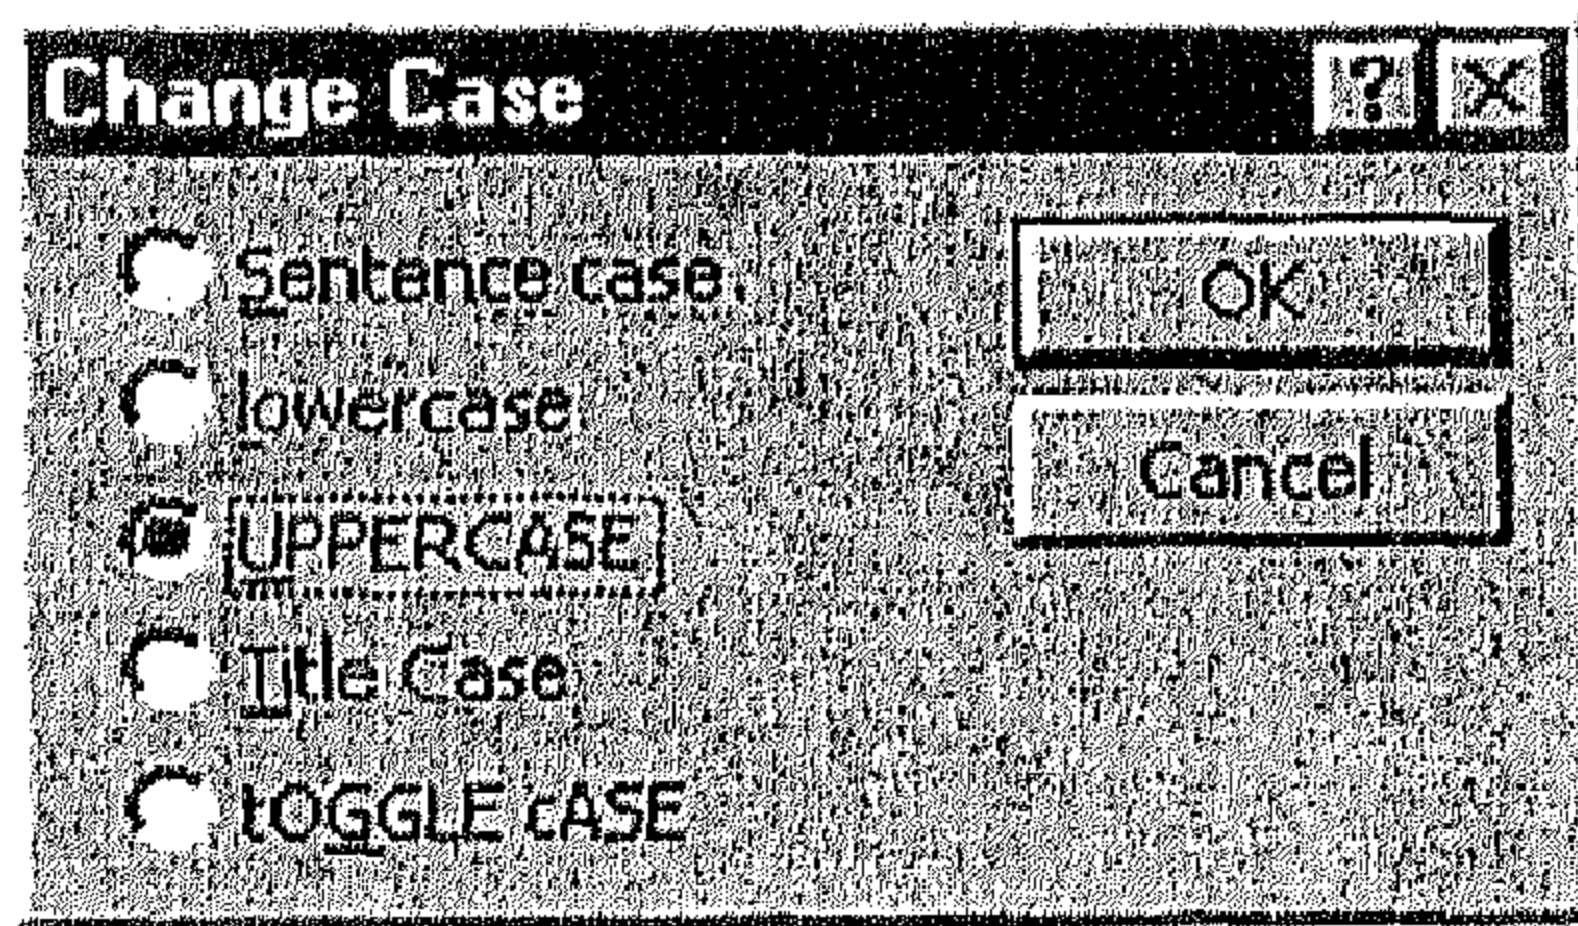 Change Case ? X
Sentence case.
lowercase
UPPERCASE
Title Case
tOGGLE cASE
OK
Cancel